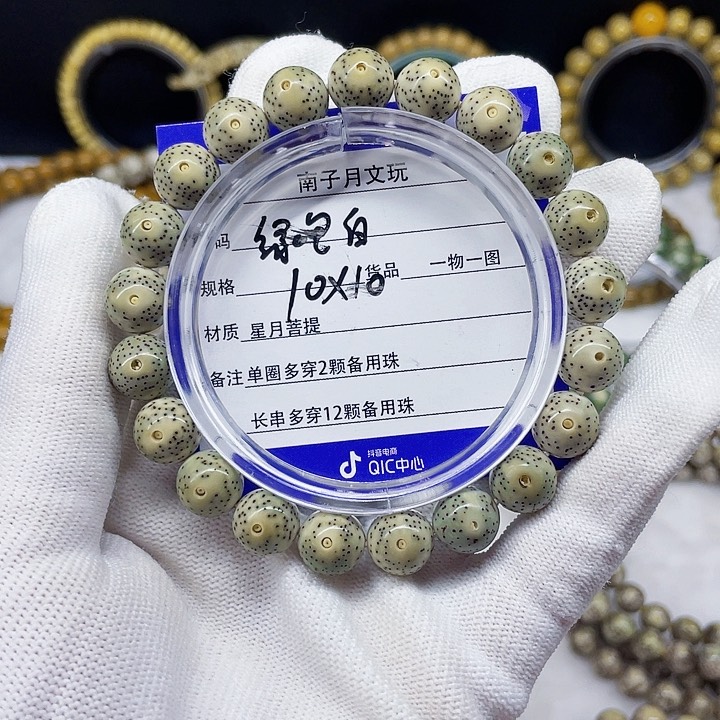 南子月文玩
码 绿色白
规格 10X10 货品 一物一图
材质 星月菩提
备注 单圈多穿2颗备用珠
长串多穿12颗备用珠
抖音电商
QIC中心